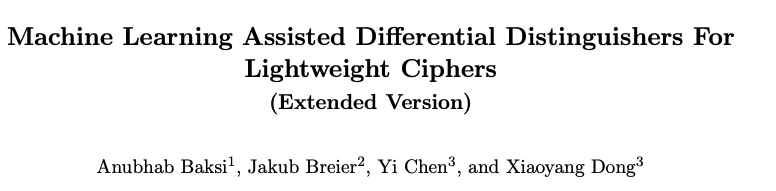 Machine Learning Assisted Differential Distinguishers For
Lightweight Ciphers
(Extended Version)
Anubhab Baksi¹, Jakub Breier², Yi Chen³, and Xiaoyang Dong³